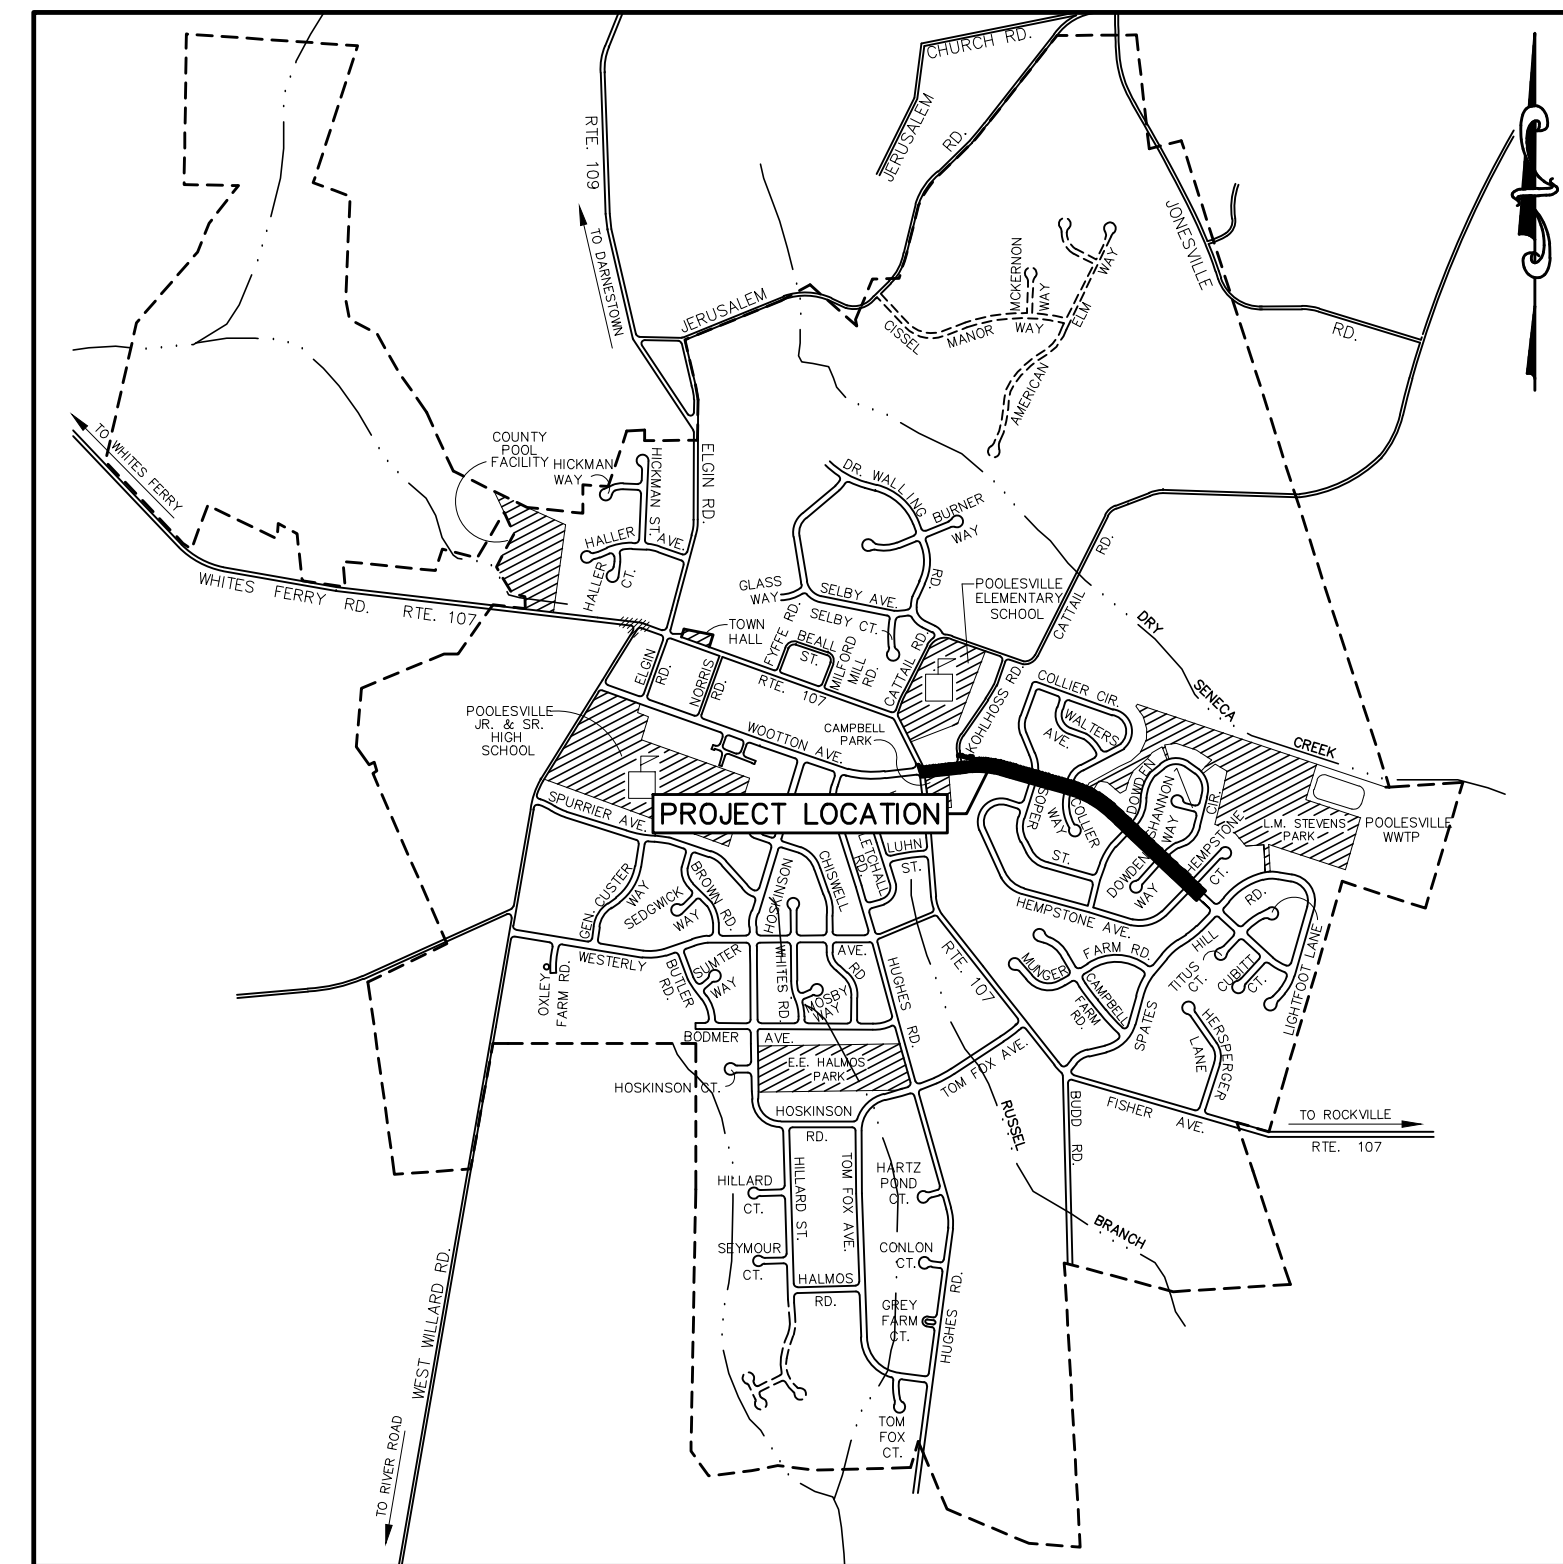 CHURCH RD.
JERUSALEM
RD.
RTE. 109
TO DARNESTOWN
JONESVILLE
RD.
JERUSALEM
CISSEL
MANOR
WAY
MCKERNON
WAY
AMERICAN
ELM
WAY
TO WHITES FERRY
COUNTY
POOL
FACILITY
HICKMAN
WAY
HICKMAN ST.
ELGIN RD.
HALLER
AVE.
HALLER
CT.
WHITES FERRY RD. RTE. 107
DR. WALLING
RD.
BURNER
WAY
GLASS
WAY
SELBY AVE.
SELBY CT.
FYFFE RD.
BEALL
ST.
MILFORD
MILL
RD.
CATTAIL RD.
POOLESVILLE
ELEMENTARY
SCHOOL
CATTAIL RD.
DRY
SENECA
CREEK
TOWN
HALL
ELGIN
RD.
NORRIS
RD.
RTE. 107
KOHLHOSS RD.
COLLIER CIR.
WALTERS
AVE.
POOLESVILLE
JR. & SR.
HIGH
SCHOOL
WOOTTON AVE.
CAMPBELL
PARK
PROJECT LOCATION
SOPER
ST.
COLLIER
WAY
DOWDEN
CIR.
SHANNON
WAY
DOWDEN
WAY
HEMPSTONE
CT.
HEMPSTONE AVE.
L.M. STEVENS
PARK
POOLESVILLE
WWTP
SPURRIER AVE.
GEN. CUSTER
WAY
SEDGWICK
WAY
BROWN RD.
HOSKINSON
CHISWELL
RD
LETCHALL
RD.
LUHN
ST.
WESTERLY
AVE.
OXLEY
FARM RD.
BUTLER
RD.
SUMTER
WAY
WHITES RD.
MOSBY
WAY
HUGHES RD.
RTE. 107
MUNGER
FARM RD.
CAMPBELL
FARM
RD.
SPATES
HILL
RD.
TITUS
CT.
CUBITT
CT.
LIGHTFOOT LANE
HERSPERGER
LANE
BODMER
AVE.
E.E. HALMOS
PARK
HOSKINSON CT.
HOSKINSON
RD.
TOM FOX AVE.
RUSSEL
BRANCH
BUDD RD.
FISHER AVE.
TO ROCKVILLE
RTE. 107
HILLARD
CT.
HILLARD ST.
TOM FOX AVE.
HARTZ
POND
CT.
SEYMOUR
CT.
CONLON
CT.
HALMOS
RD.
GREY
FARM
CT.
HUGHES RD.
TOM
FOX
CT.
WEST WILLARD RD.
TO RIVER ROAD